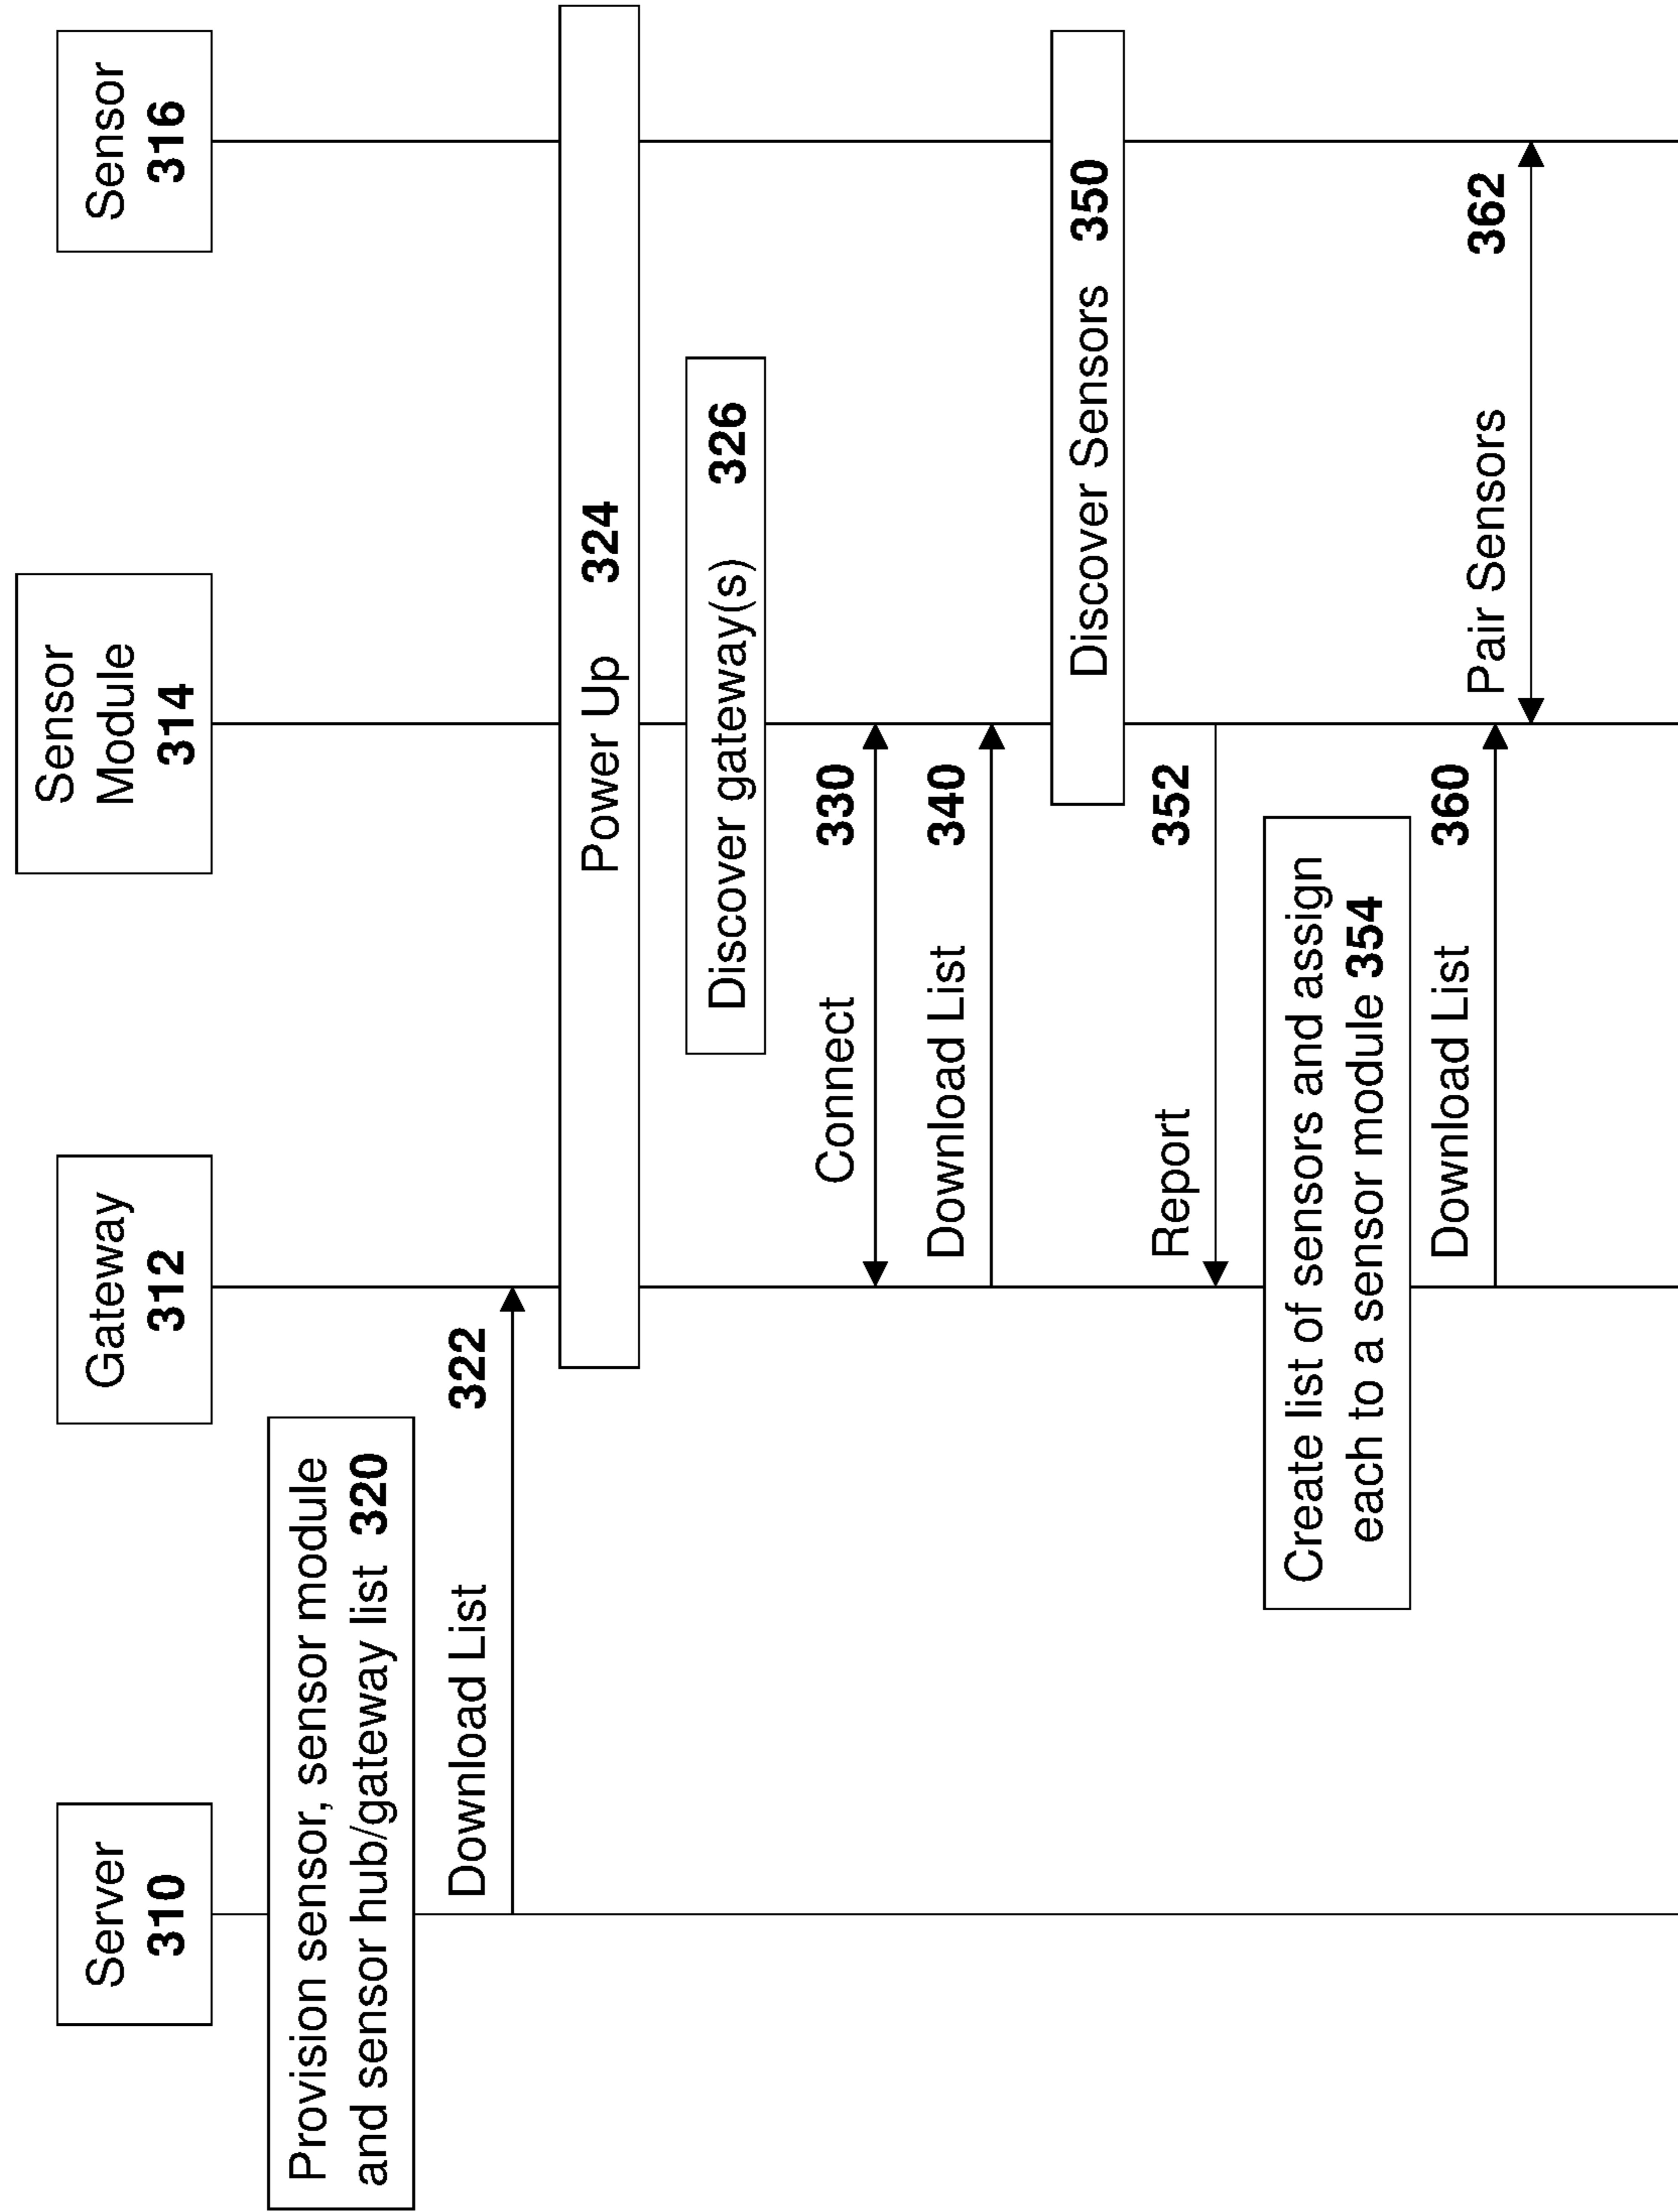 Server
310
Gateway
312
Sensor
Module
314
Sensor
316
Provision sensor, sensor module
and sensor hub/gateway list 320
Download List 322
Power Up 324
Discover gateway(s) 326
Connect 330
Download List 340
Discover Sensors 350
Report 352
Create list of sensors and assign
each to a sensor module 354
Download List 360
Pair Sensors 362